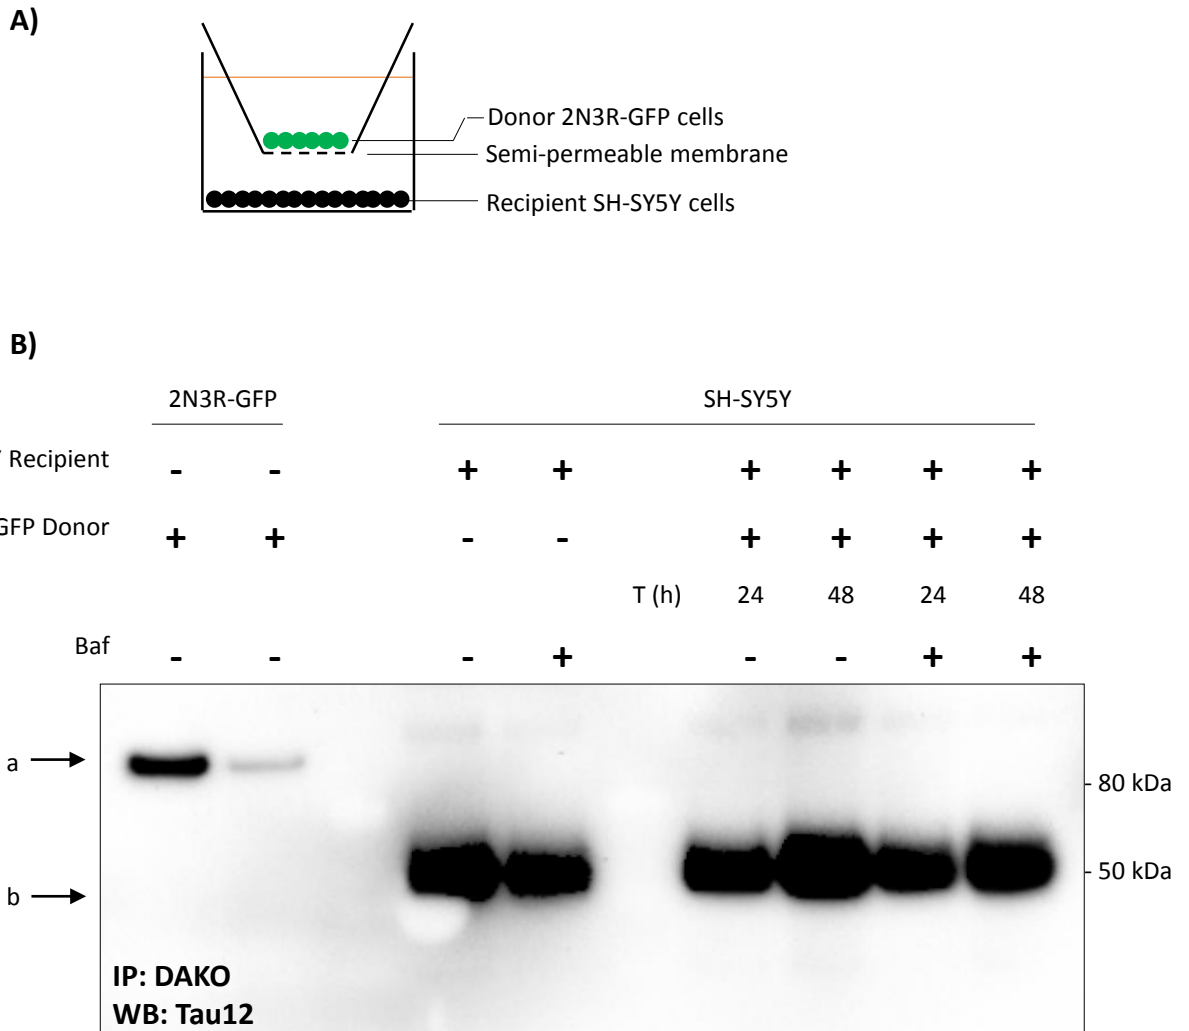 A)
Donor 2N3R-GFP cells
Semi-permeable membrane
Recipient SH-SY5Y cells
B)
2N3R-GFP SH-SY5Y
Recipient - - + + + + + +
GFP Donor + + - - + + + +
T (h) 24 48 24 48
Baf - - - + - - + +
a
- 80 kDa
- 50 kDa
b
IP: DAKO
WB: Tau12